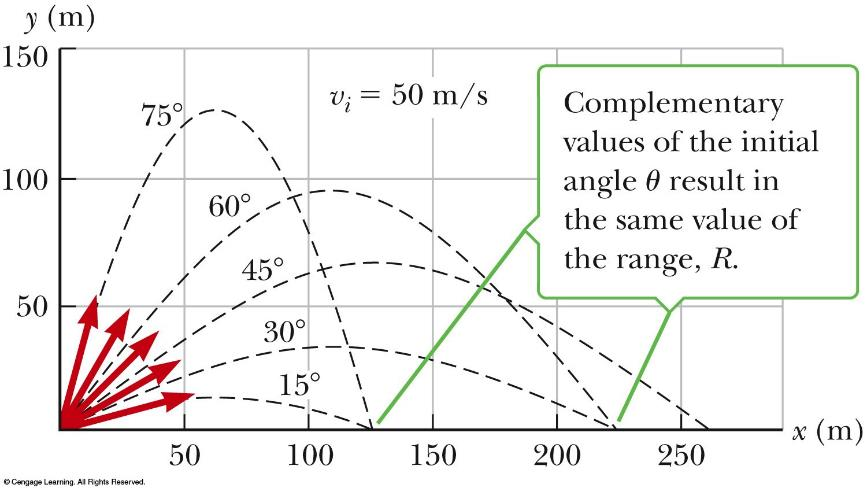 y (m)
150
100
50
75°
60°
45°
30°
15°
vᵢ = 50 m/s
Complementary
values of the initial
angle θ result in
the same value of
the range, R.
50
100
150
200
250
x (m)
© Cengage Learning. All Rights Reserved.